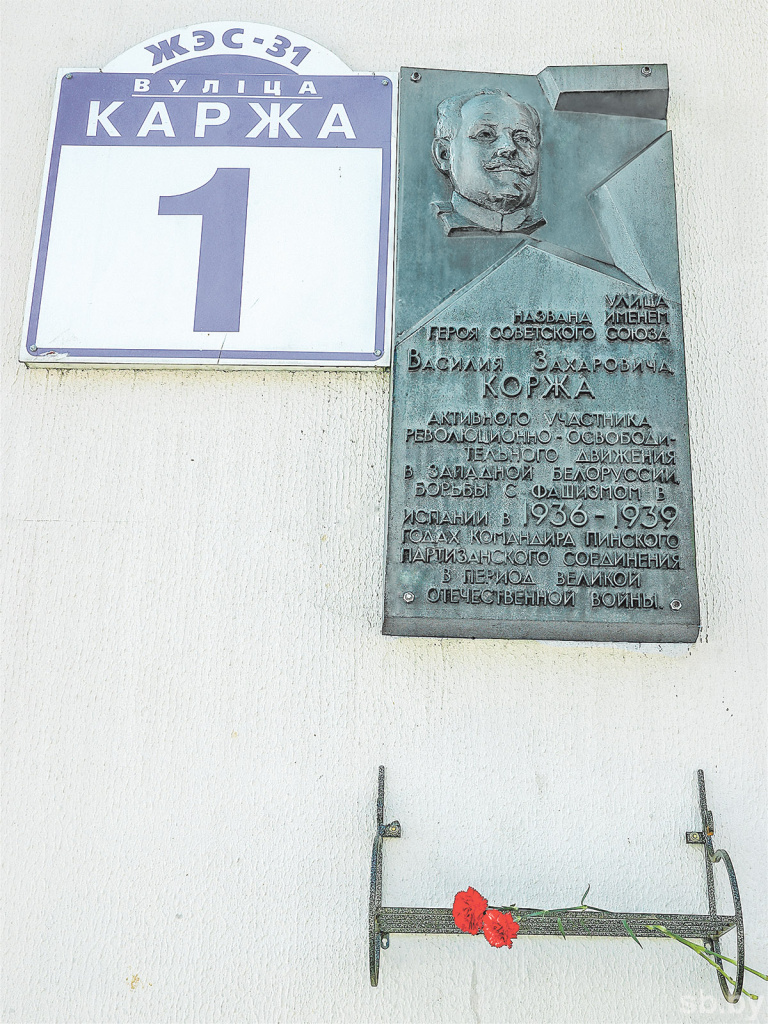 ЖЭС-31
ВУЛІЦА
КАРЖА
1
УЛИЦА
НАЗВАНА ИМЕНЕМ
ГЕРОЯ СОВЕТСКОГО СОЮЗА
ВАСИЛИЯ ЗАХАРОВИЧА
КОРЖА
АКТИВНОГО УЧАСТНИКА
РЕВОЛЮЦИОННО-ОСВОБОДИ-
ТЕЛЬНОГО ДВИЖЕНИЯ
В ЗАПАДНОЙ БЕЛОРУССИИ,
БОРЬБЫ С ФАШИЗМОМ В
ИСПАНИИ В 1936-1939
ГОДАХ КОМАНДИРА ПИНСКОГО
ПАРТИЗАНСКОГО СОЕДИНЕНИЯ
В ПЕРИОД ВЕЛИКОЙ
ОТЕЧЕСТВЕННОЙ ВОЙНЫ.
sb.by